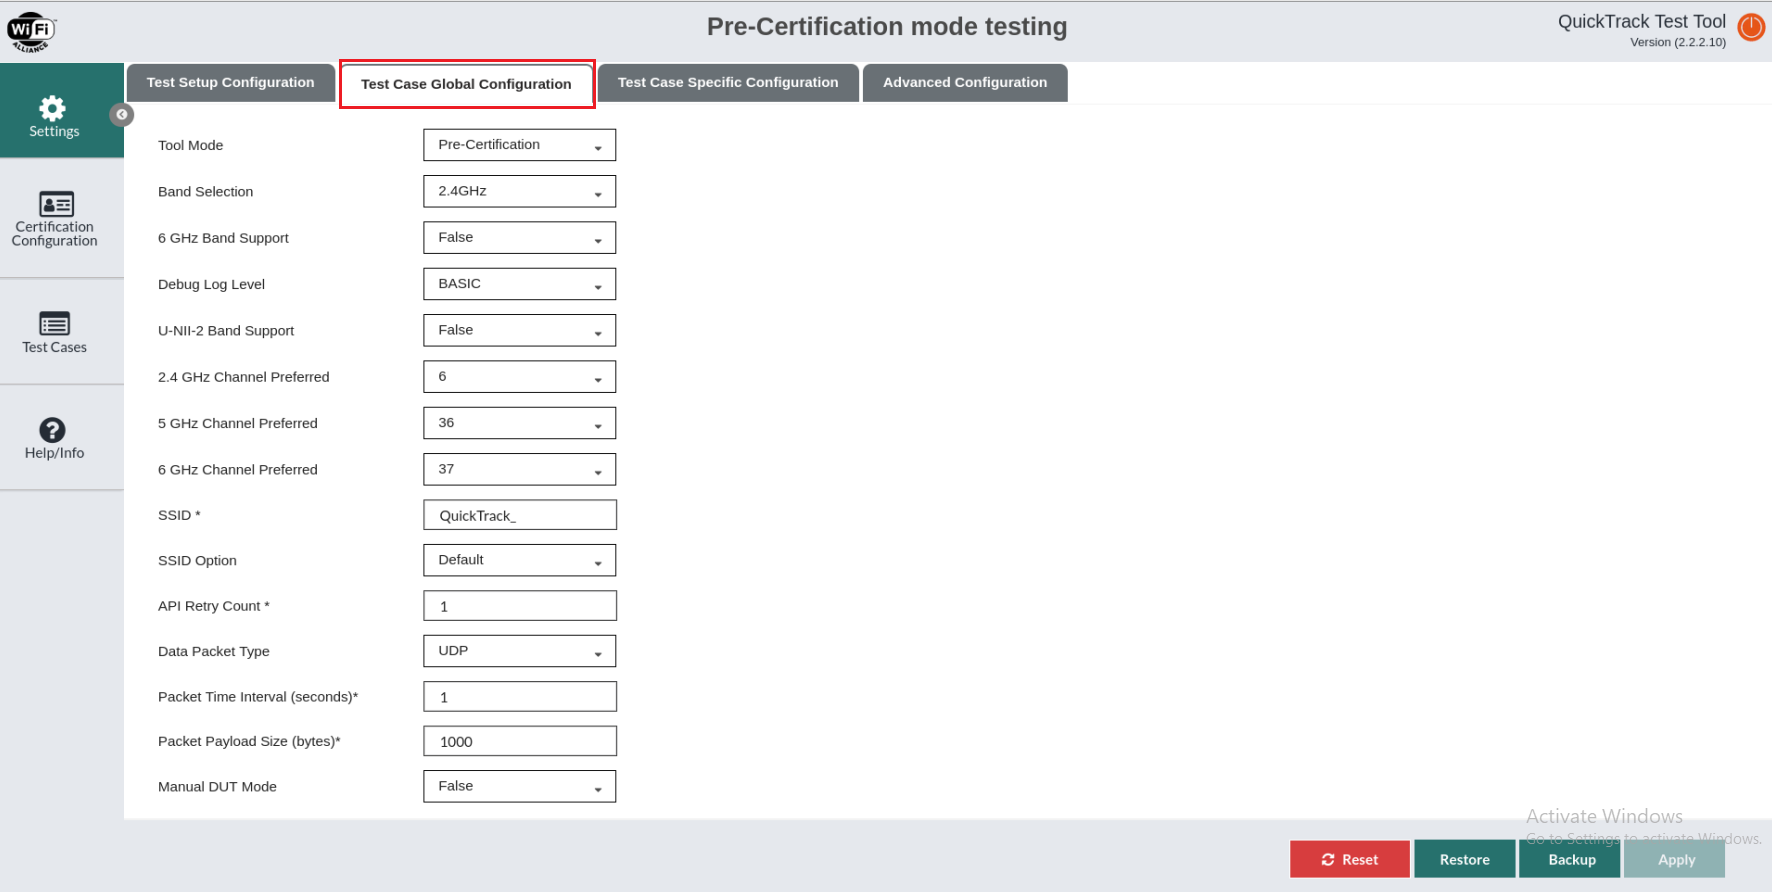 WiFi
ALLIANCE
Pre-Certification mode testing
QuickTrack Test Tool
Version (2.2.2.10)
Test Setup Configuration
Test Case Global Configuration
Test Case Specific Configuration
Advanced Configuration
Settings
Certification
Configuration
Test Cases
Help/Info
Tool Mode Pre-Certification
Band Selection 2.4GHz
6 GHz Band Support False
Debug Log Level BASIC
U-NII-2 Band Support False
2.4 GHz Channel Preferred 6
5 GHz Channel Preferred 36
6 GHz Channel Preferred 37
SSID * QuickTrack_
SSID Option Default
API Retry Count * 1
Data Packet Type UDP
Packet Time Interval (seconds)* 1
Packet Payload Size (bytes)* 1000
Manual DUT Mode False
Activate Windows
Go to Settings to activate Windows.
Reset
Restore
Backup
Apply